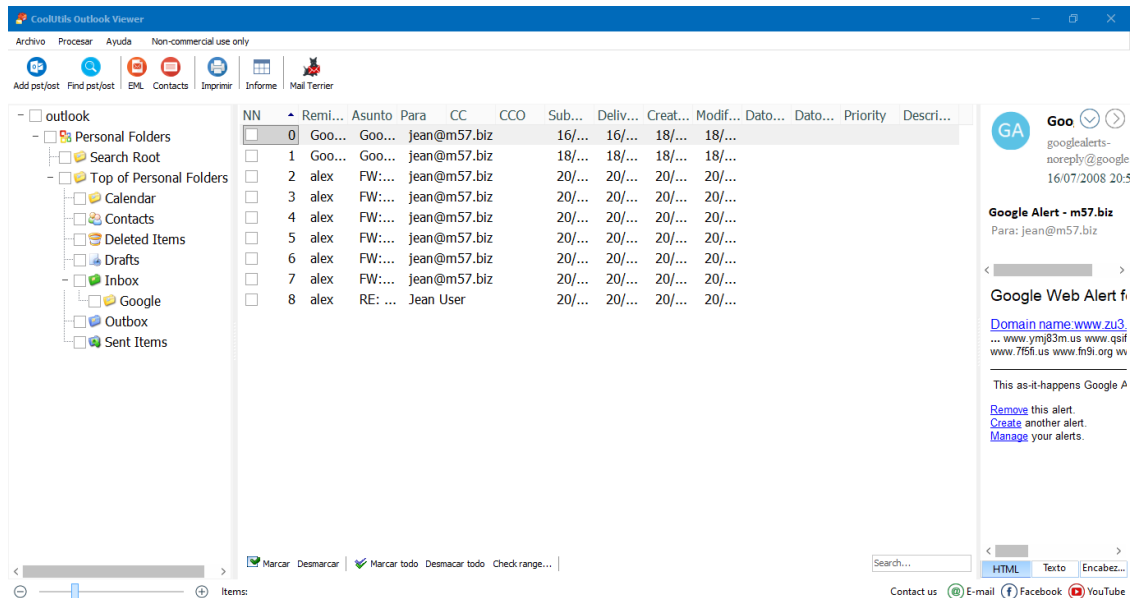 CoolUtils Outlook Viewer
Archivo Procesar Ayuda Non-commercial use only
Add pst/ost Find pst/ost EML Contacts Imprimir Informe Mail Terrier
outlook
Personal Folders
Search Root
Top of Personal Folders
Calendar
Contacts
Deleted Items
Drafts
Inbox
Google
Outbox
Sent Items
NN Remi... Asunto Para CC CCO Sub... Deliv... Creat... Modif... Dato... Dato... Priority Descri...
0 Goo... Goo... jean@m57.biz 16/... 16/... 18/... 18/...
1 Goo... Goo... jean@m57.biz 18/... 18/... 18/... 18/...
2 alex FW:... jean@m57.biz 20/... 20/... 20/... 20/...
3 alex FW:... jean@m57.biz 20/... 20/... 20/... 20/...
4 alex FW:... jean@m57.biz 20/... 20/... 20/... 20/...
5 alex FW:... jean@m57.biz 20/... 20/... 20/... 20/...
6 alex FW:... jean@m57.biz 20/... 20/... 20/... 20/...
7 alex FW:... jean@m57.biz 20/... 20/... 20/... 20/...
8 alex RE: ... Jean User 20/... 20/... 20/... 20/...
GA
Goo
googlealerts-
noreply@google
16/07/2008 20:5
Google Alert - m57.biz
Para: jean@m57.biz
Google Web Alert f
Domain name:www.zu3.
... www.ymj83m.us www.qsif
www.7f5fi.us www.fn9i.org
This as-it-happens Google A
Remove this alert.
Create another alert.
Manage your alerts.
Marcar Desmarcar Marcar todo Desmacar todo Check range...
Search...
HTML Texto Encabez...
Items:
Contact us E-mail Facebook YouTube